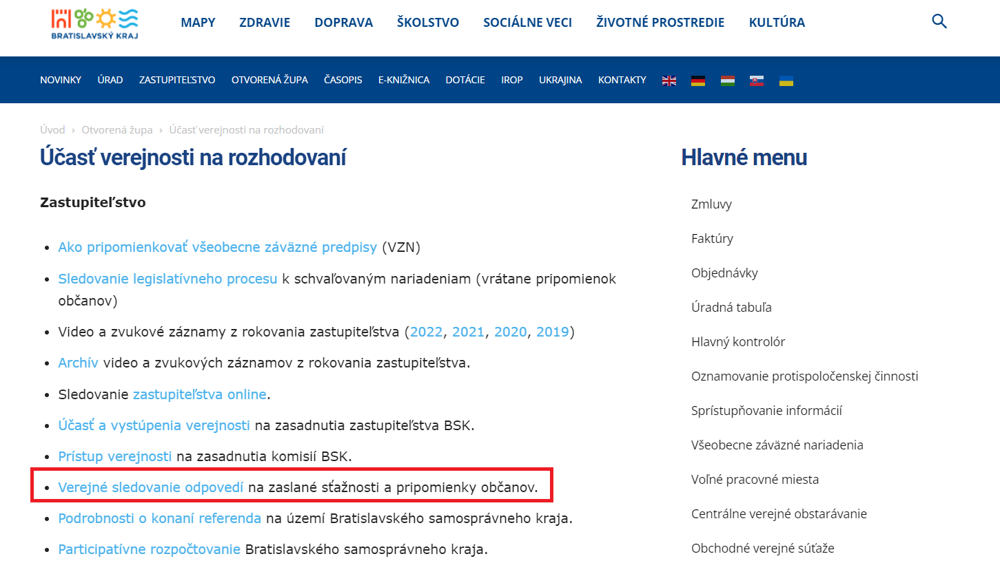 BRATISLAVSKÝ KRAJ
MAPY ZDRAVIE DOPRAVA ŠKOLSTVO SOCIÁLNE VECI ŽIVOTNÉ PROSTREDIE KULTÚRA
NOVINKY ÚRAD ZASTUPITEĽSTVO OTVORENÁ ŽUPA ČASOPIS E-KNIŽNICA DOTÁCIE IROP UKRAJINA KONTAKTY
Úvod › Otvorená župa › Účasť verejnosti na rozhodovaní
Účasť verejnosti na rozhodovaní
Zastupiteľstvo
• Ako pripomienkovať všeobecne záväzné predpisy (VZN)
• Sledovanie legislatívneho procesu k schvaľovaným nariadeniam (vrátane pripomienok
občanov)
• Video a zvukové záznamy z rokovania zastupiteľstva (2022, 2021, 2020, 2019)
• Archív video a zvukových záznamov z rokovania zastupiteľstva.
• Sledovanie zastupiteľstva online.
• Účasť a vystúpenia verejnosti na zasadnutia zastupiteľstva BSK.
• Prístup verejnosti na zasadnutia komisií BSK.
• Verejné sledovanie odpovedí na zaslané sťažnosti a pripomienky občanov.
• Podrobnosti o konaní referenda na území Bratislavského samosprávneho kraja.
• Participatívne rozpočtovanie Bratislavského samosprávneho kraja.
Hlavné menu
Zmluvy
Faktúry
Objednávky
Úradná tabuľa
Hlavný kontrolór
Oznamovanie protispoločenskej činnosti
Sprístupňovanie informácií
Všeobecne záväzné nariadenia
Voľné pracovné miesta
Centrálne verejné obstarávanie
Obchodné verejné súťaže